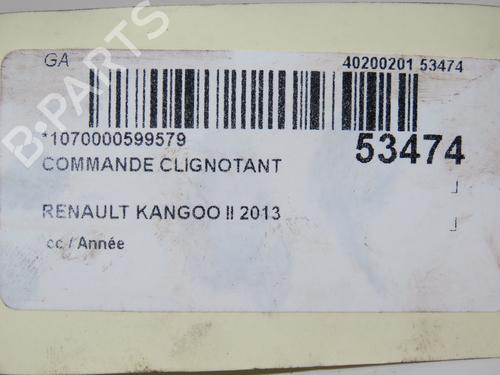 GA
40200201 53474
*1070000599579
53474
COMMANDE CLIGNOTANT
RENAULT KANGOO II 2013
cc / Année
B-PARTS